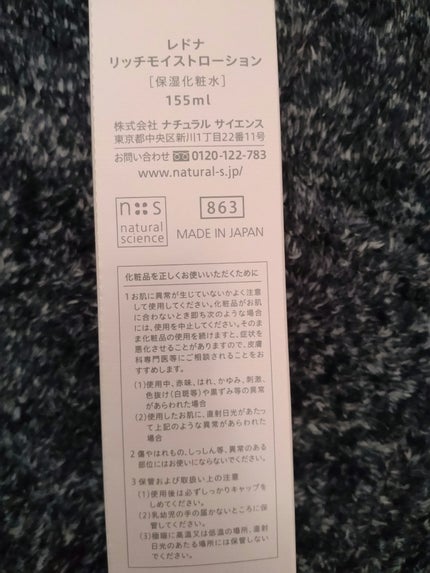 レドナ
リッチモイストローション
［保湿化粧水］
155ml
株式会社 ナチュラル サイエンス
東京都中央区新川1丁目22番11号
お問い合わせ 0120-122-783
www.natural-s.jp/
n s
natural
science
863
MADE IN JAPAN
化粧品を正しくお使いいただくために
1 お肌に異常が生じていないかよく注意
して使用してください。化粧品がお肌
に合わないとき即ち次のような場合
には、使用を中止してください。そのま
ま化粧品の使用を続けますと、症状を
悪化させることがありますので、皮膚
科専門医等にご相談されることをお
すすめします。
(1)使用中、赤味、はれ、かゆみ、刺激、
色抜け(白斑等)や黒ずみ等の異常
があらわれた場合
(2)使用したお肌に、直射日光があたっ
て上記のような異常があらわれた
場合
2 傷やはれもの、しっしん等、異常のある
部位にはお使いにならないでください。
3 保管および取扱い上の注意
(1)使用後は必ずしっかりキャップを
しめてください。
(2)乳幼児の手の届かないところに保
管してください。
(3)極端に高温又は低温の場所、直射
日光のあたる場所には保管しない
でください。